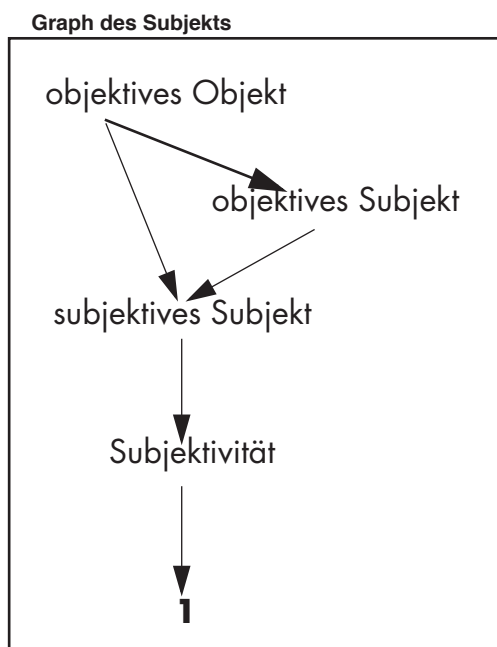 Graph des Subjekts
objektives Objekt
objektives Subjekt
subjektives Subjekt
Subjektivität
1